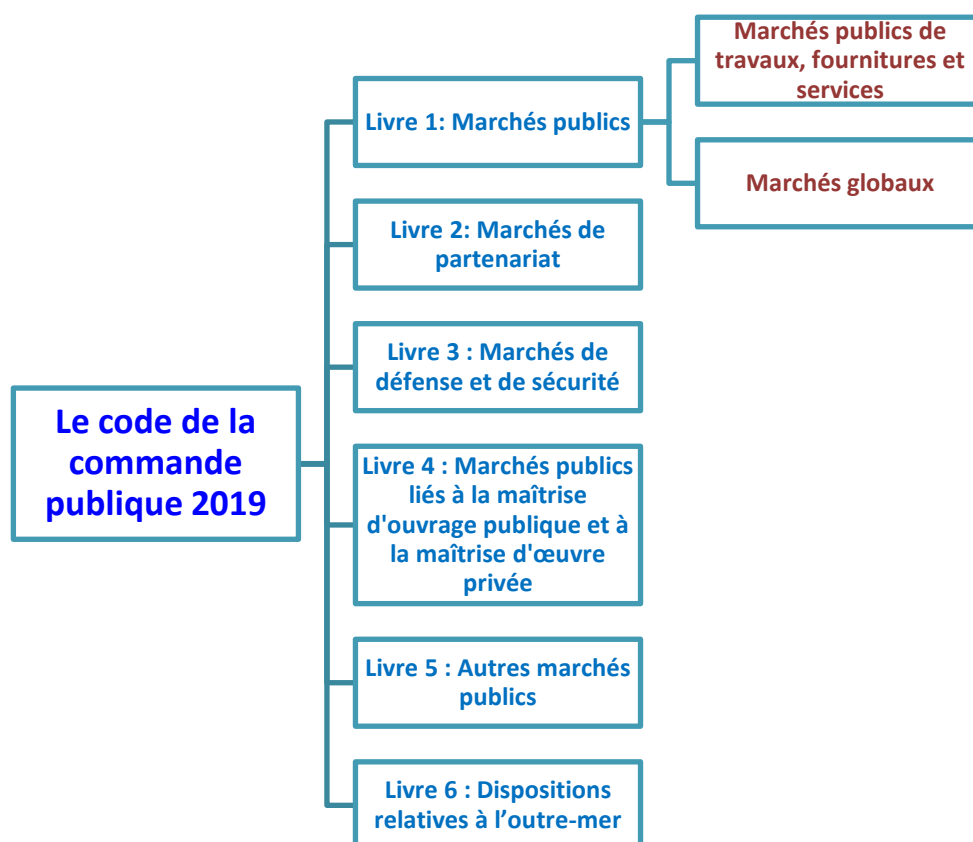 Marchés publics de
travaux, fournitures et
services
Livre 1: Marchés publics
Marchés globaux
Livre 2: Marchés de
partenariat
Livre 3 : Marchés de
défense et de sécurité
Le code de la
commande
publique 2019
Livre 4 : Marchés publics
liés à la maîtrise
d'ouvrage publique et à
la maîtrise d'œuvre
privée
Livre 5 : Autres marchés
publics
Livre 6 : Dispositions
relatives à l’outre-mer